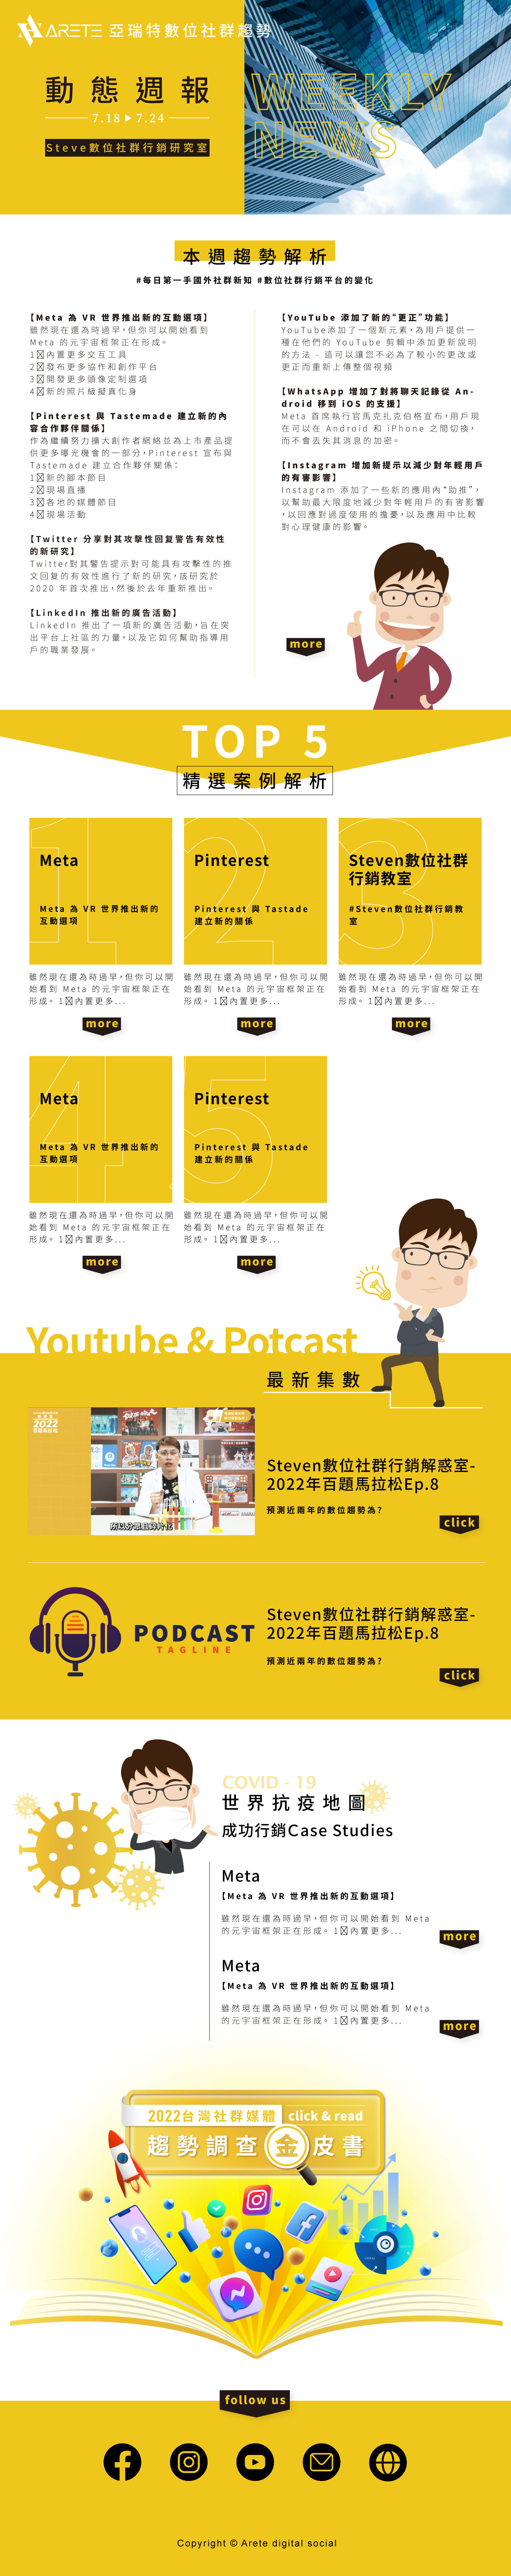 ARETE 亞瑞特數位社群趨勢
動態週報
7.18 ▶ 7.24
Steve數位社群行銷研究室
WEEKLY
NEWS
本週趨勢解析
#每日第一手國外社群新知 #數位社群行銷平台的變化
【Meta 為 VR 世界推出新的互動選項】
雖然現在還為時過早，但你可以開始看到
Meta 的元宇宙框架正在形成。
1 內置更多交互工具
2 發布更多協作和創作平台
3 開發更多頭像定制選項
4 新的照片級擬真化身
【Pinterest 與 Tastemade 建立新的內
容合作夥伴關係】
作為繼續努力擴大創作者網絡並為上市產品提
供更多曝光機會的一部分，Pinterest 宣布與
Tastemade 建立合作夥伴關係：
1 新的腳本節目
2 現場直播
3 各地的媒體節目
4 現場活動
【Twitter 分享對其攻擊性回复警告有效性
的新研究】
Twitter對其警告提示對可能具有攻擊性的推
文回复的有效性進行了新的研究，該研究於
2020 年首次推出，然後於去年重新推出。
【LinkedIn 推出新的廣告活動】
LinkedIn 推出了一項新的廣告活動，旨在突
出平台上社區的力量，以及它如何幫助指導用
戶的職業發展。
【YouTube 添加了新的“更正”功能】
YouTube添加了一個新元素，為用戶提供一
種在他們的 YouTube 剪輯中添加更新說明
的方法 - 這可以讓您不必為了較小的更改或
更正而重新上傳整個視頻
【WhatsApp 增加了對將聊天記錄從 An-
droid 移到 iOS 的支援】
Meta 首席執行官馬克扎克伯格宣布，用戶現
在可以在 Android 和 iPhone 之間切換，
而不會丟失其消息的加密。
【Instagram 增加新提示以減少對年輕用戶
的有害影響】
Instagram 添加了一些新的應用內“助推”，
以幫助最大限度地減少對年輕用戶的有害影響
，以回應對過度使用的擔憂，以及應用中比較
對心理健康的影響。
more
TOP 5
精選案例解析
1
Meta
Meta 為 VR 世界推出新的
互動選項
雖然現在還為時過早，但你可以開
始看到 Meta 的元宇宙框架正在
形成。 1 內置更多...
more
2
Pinterest
Pinterest 與 Tastade
建立新的關係
雖然現在還為時過早，但你可以開
始看到 Meta 的元宇宙框架正在
形成。 1 內置更多...
more
3
Steven數位社群
行銷教室
#Steven數位社群行銷教
室
雖然現在還為時過早，但你可以開
始看到 Meta 的元宇宙框架正在
形成。 1 內置更多...
more
4
Meta
Meta 為 VR 世界推出新的
互動選項
雖然現在還為時過早，但你可以開
始看到 Meta 的元宇宙框架正在
形成。 1 內置更多...
more
5
Pinterest
Pinterest 與 Tastade
建立新的關係
雖然現在還為時過早，但你可以開
始看到 Meta 的元宇宙框架正在
形成。 1 內置更多...
more
Youtube & Potcast
最新集數
2022
百題馬拉松
Steven數位社群行銷解惑室-
2022年百題馬拉松Ep.8
預測近兩年的數位趨勢為?
click
PODCAST
TAGLINE
Steven數位社群行銷解惑室-
2022年百題馬拉松Ep.8
預測近兩年的數位趨勢為?
click
COVID - 19
世界抗疫地圖
成功行銷Case Studies
Meta
【Meta 為 VR 世界推出新的互動選項】
雖然現在還為時過早，但你可以開始看到 Meta
的元宇宙框架正在形成。 1 內置更多...
more
Meta
【Meta 為 VR 世界推出新的互動選項】
雖然現在還為時過早，但你可以開始看到 Meta
的元宇宙框架正在形成。 1 內置更多...
more
2022台灣社群媒體 click & read
趨勢調查金皮書
follow us
Copyright © Arete digital social